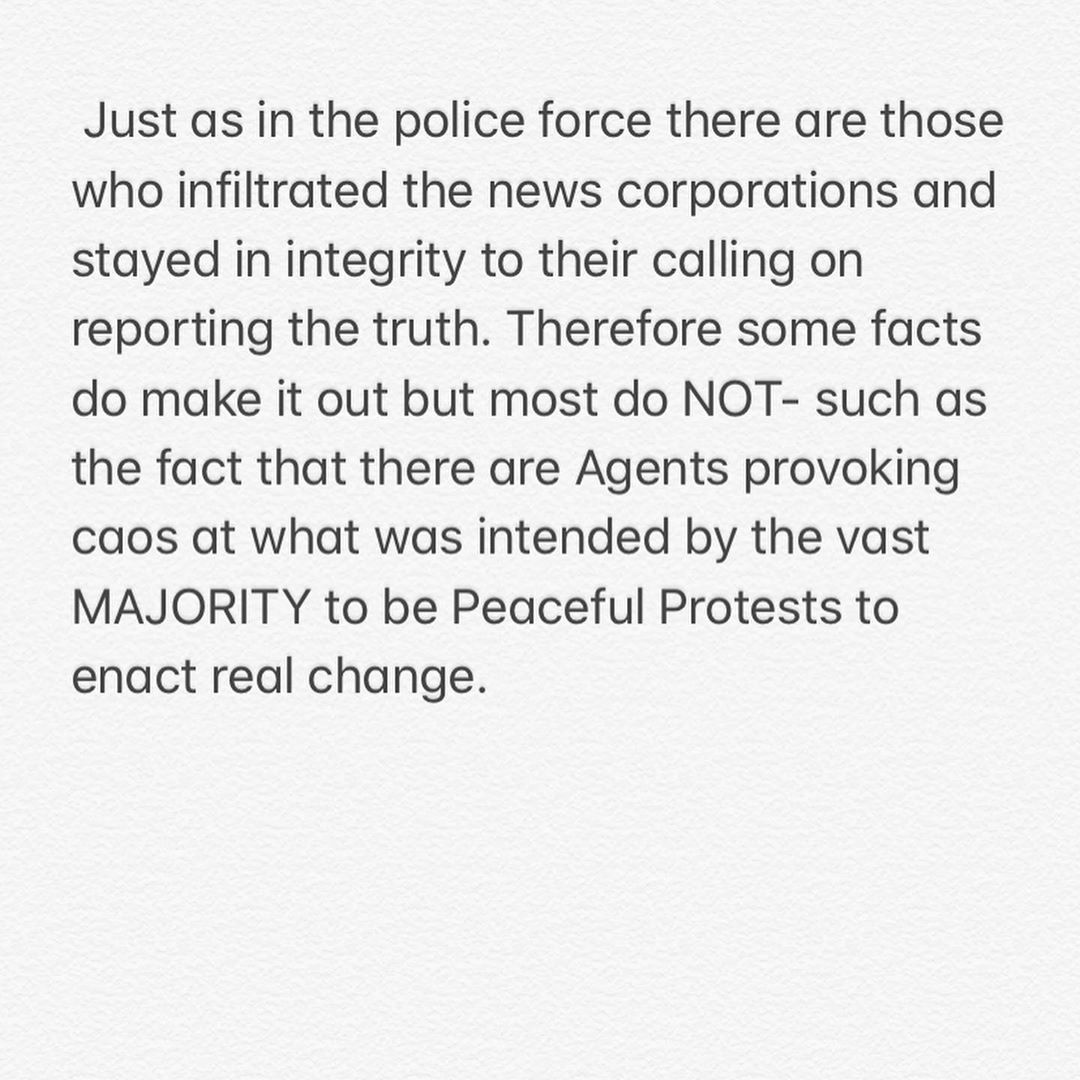 Just as in the police force there are those
who infiltrated the news corporations and
stayed in integrity to their calling on
reporting the truth. Therefore some facts
do make it out but most do NOT- such as
the fact that there are Agents provoking
caos at what was intended by the vast
MAJORITY to be Peaceful Protests to
enact real change.